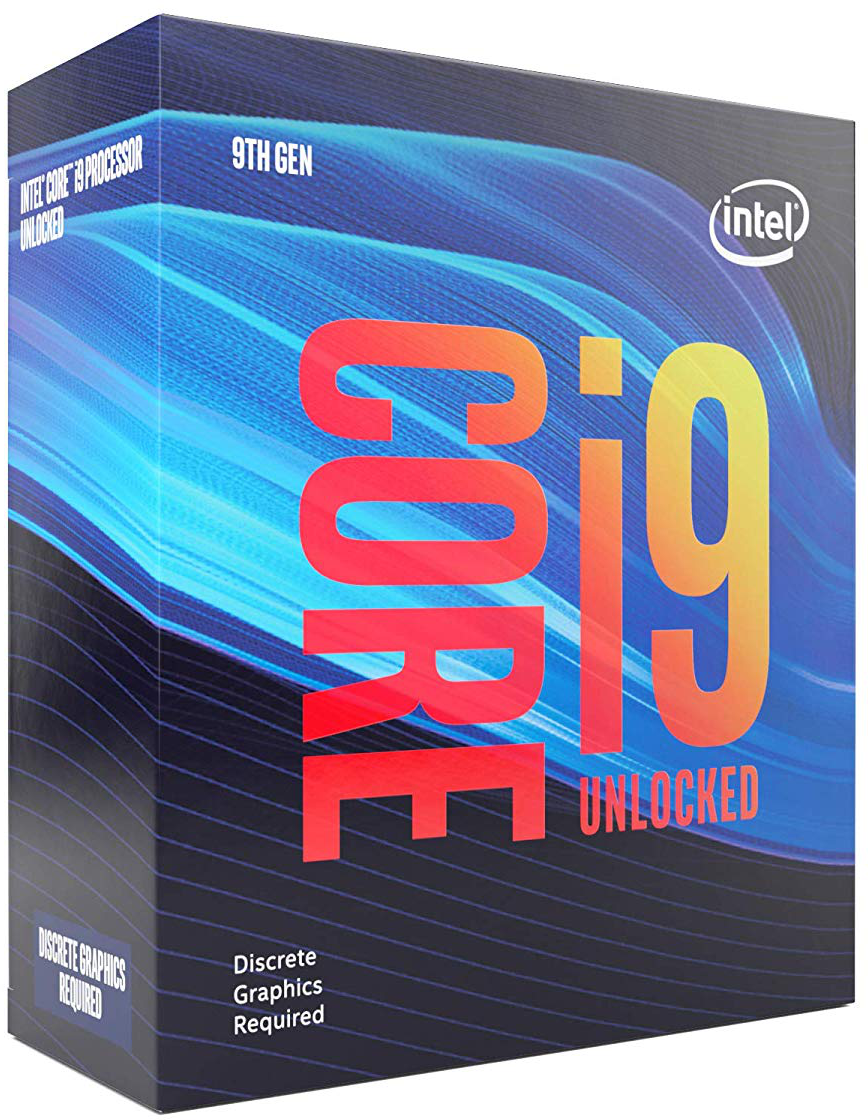 INTEL® CORE™ i9 PROCESSOR
UNLOCKED
9TH GEN
intel®
CORE i9
UNLOCKED
DISCRETE GRAPHICS
REQUIRED
Discrete
Graphics
Required